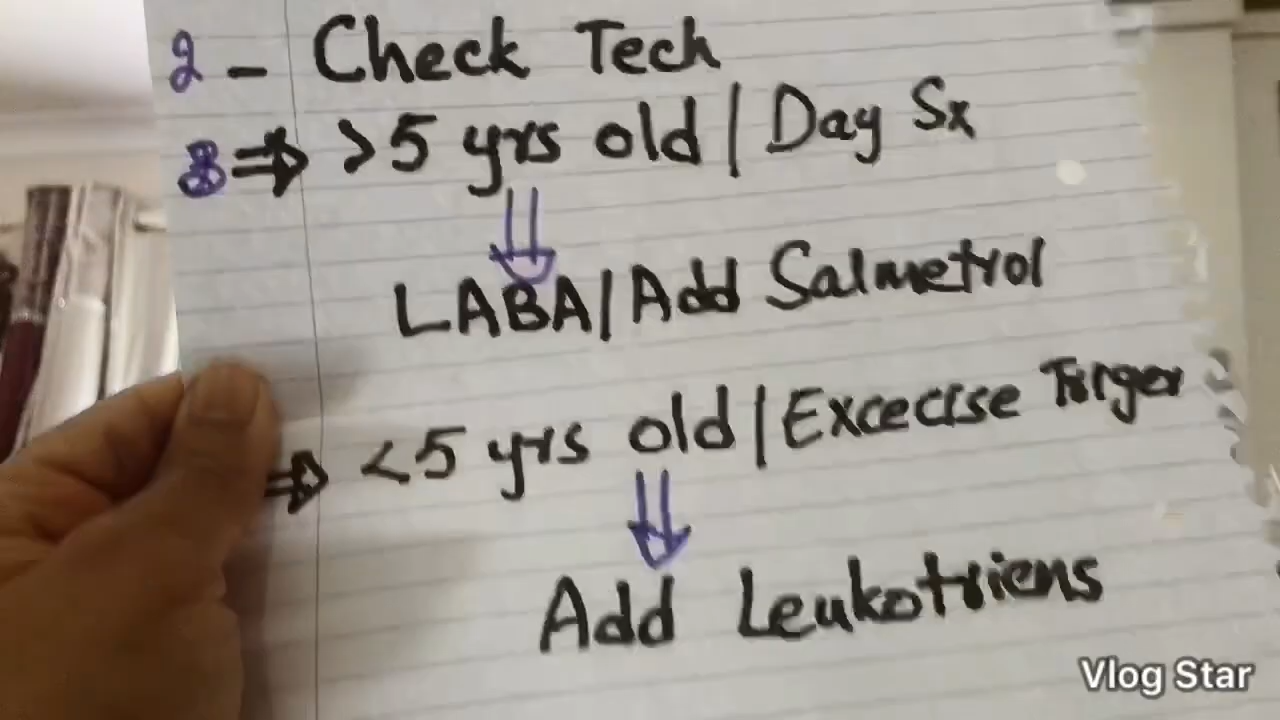 2 - Check Tech
3 ⇒ >5 yrs old | Day Sx
LABA | Add Salmetrol
⇒ <5 yrs old | Excecise Tirger
Add Leukotriens
Vlog Star